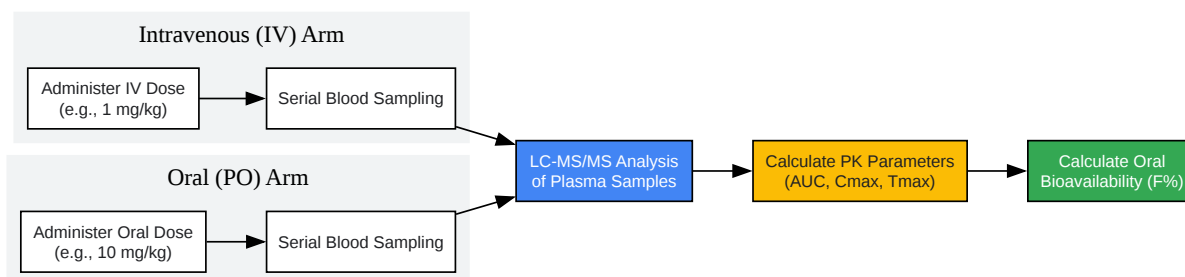 Intravenous (IV) Arm
Administer IV Dose
(e.g., 1 mg/kg)
Serial Blood Sampling
Oral (PO) Arm
Administer Oral Dose
(e.g., 10 mg/kg)
Serial Blood Sampling
LC-MS/MS Analysis
of Plasma Samples
Calculate PK Parameters
(AUC, Cmax, Tmax)
Calculate Oral
Bioavailability (F%)